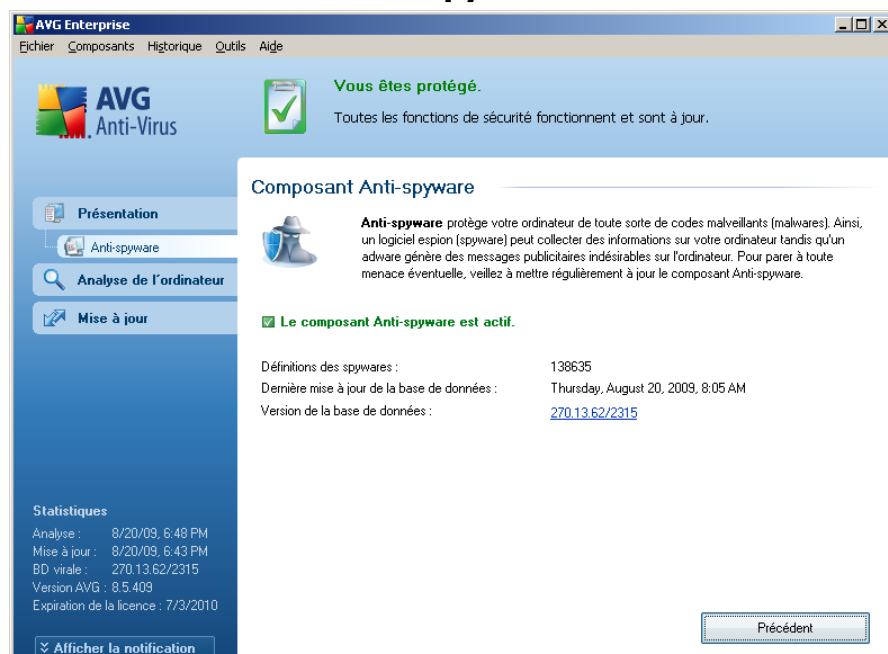 AVG Enterprise
Fichier Composants Historique Outils Aide
AVG
Anti-Virus
Vous êtes protégé.
Toutes les fonctions de sécurité fonctionnent et sont à jour.
Présentation
Anti-spyware
Analyse de l'ordinateur
Mise à jour
Composant Anti-spyware
Anti-spyware protège votre ordinateur de toute sorte de codes malveillants (malwares). Ainsi,
un logiciel espion (spyware) peut collecter des informations sur votre ordinateur tandis qu'un
adware génère des messages publicitaires indésirables sur l'ordinateur. Pour parer à toute
menace éventuelle, veillez à mettre régulièrement à jour le composant Anti-spyware.
Le composant Anti-spyware est actif.
Définitions des spywares : 138635
Dernière mise à jour de la base de données : Thursday, August 20, 2009, 8:05 AM
Version de la base de données : 270.13.62/2315
Statistiques
Analyse : 8/20/09, 6:48 PM
Mise à jour : 8/20/09, 6:43 PM
BD virale : 270.13.62/2315
Version AVG : 8.5.409
Expiration de la licence : 7/3/2010
Afficher la notification
Précédent